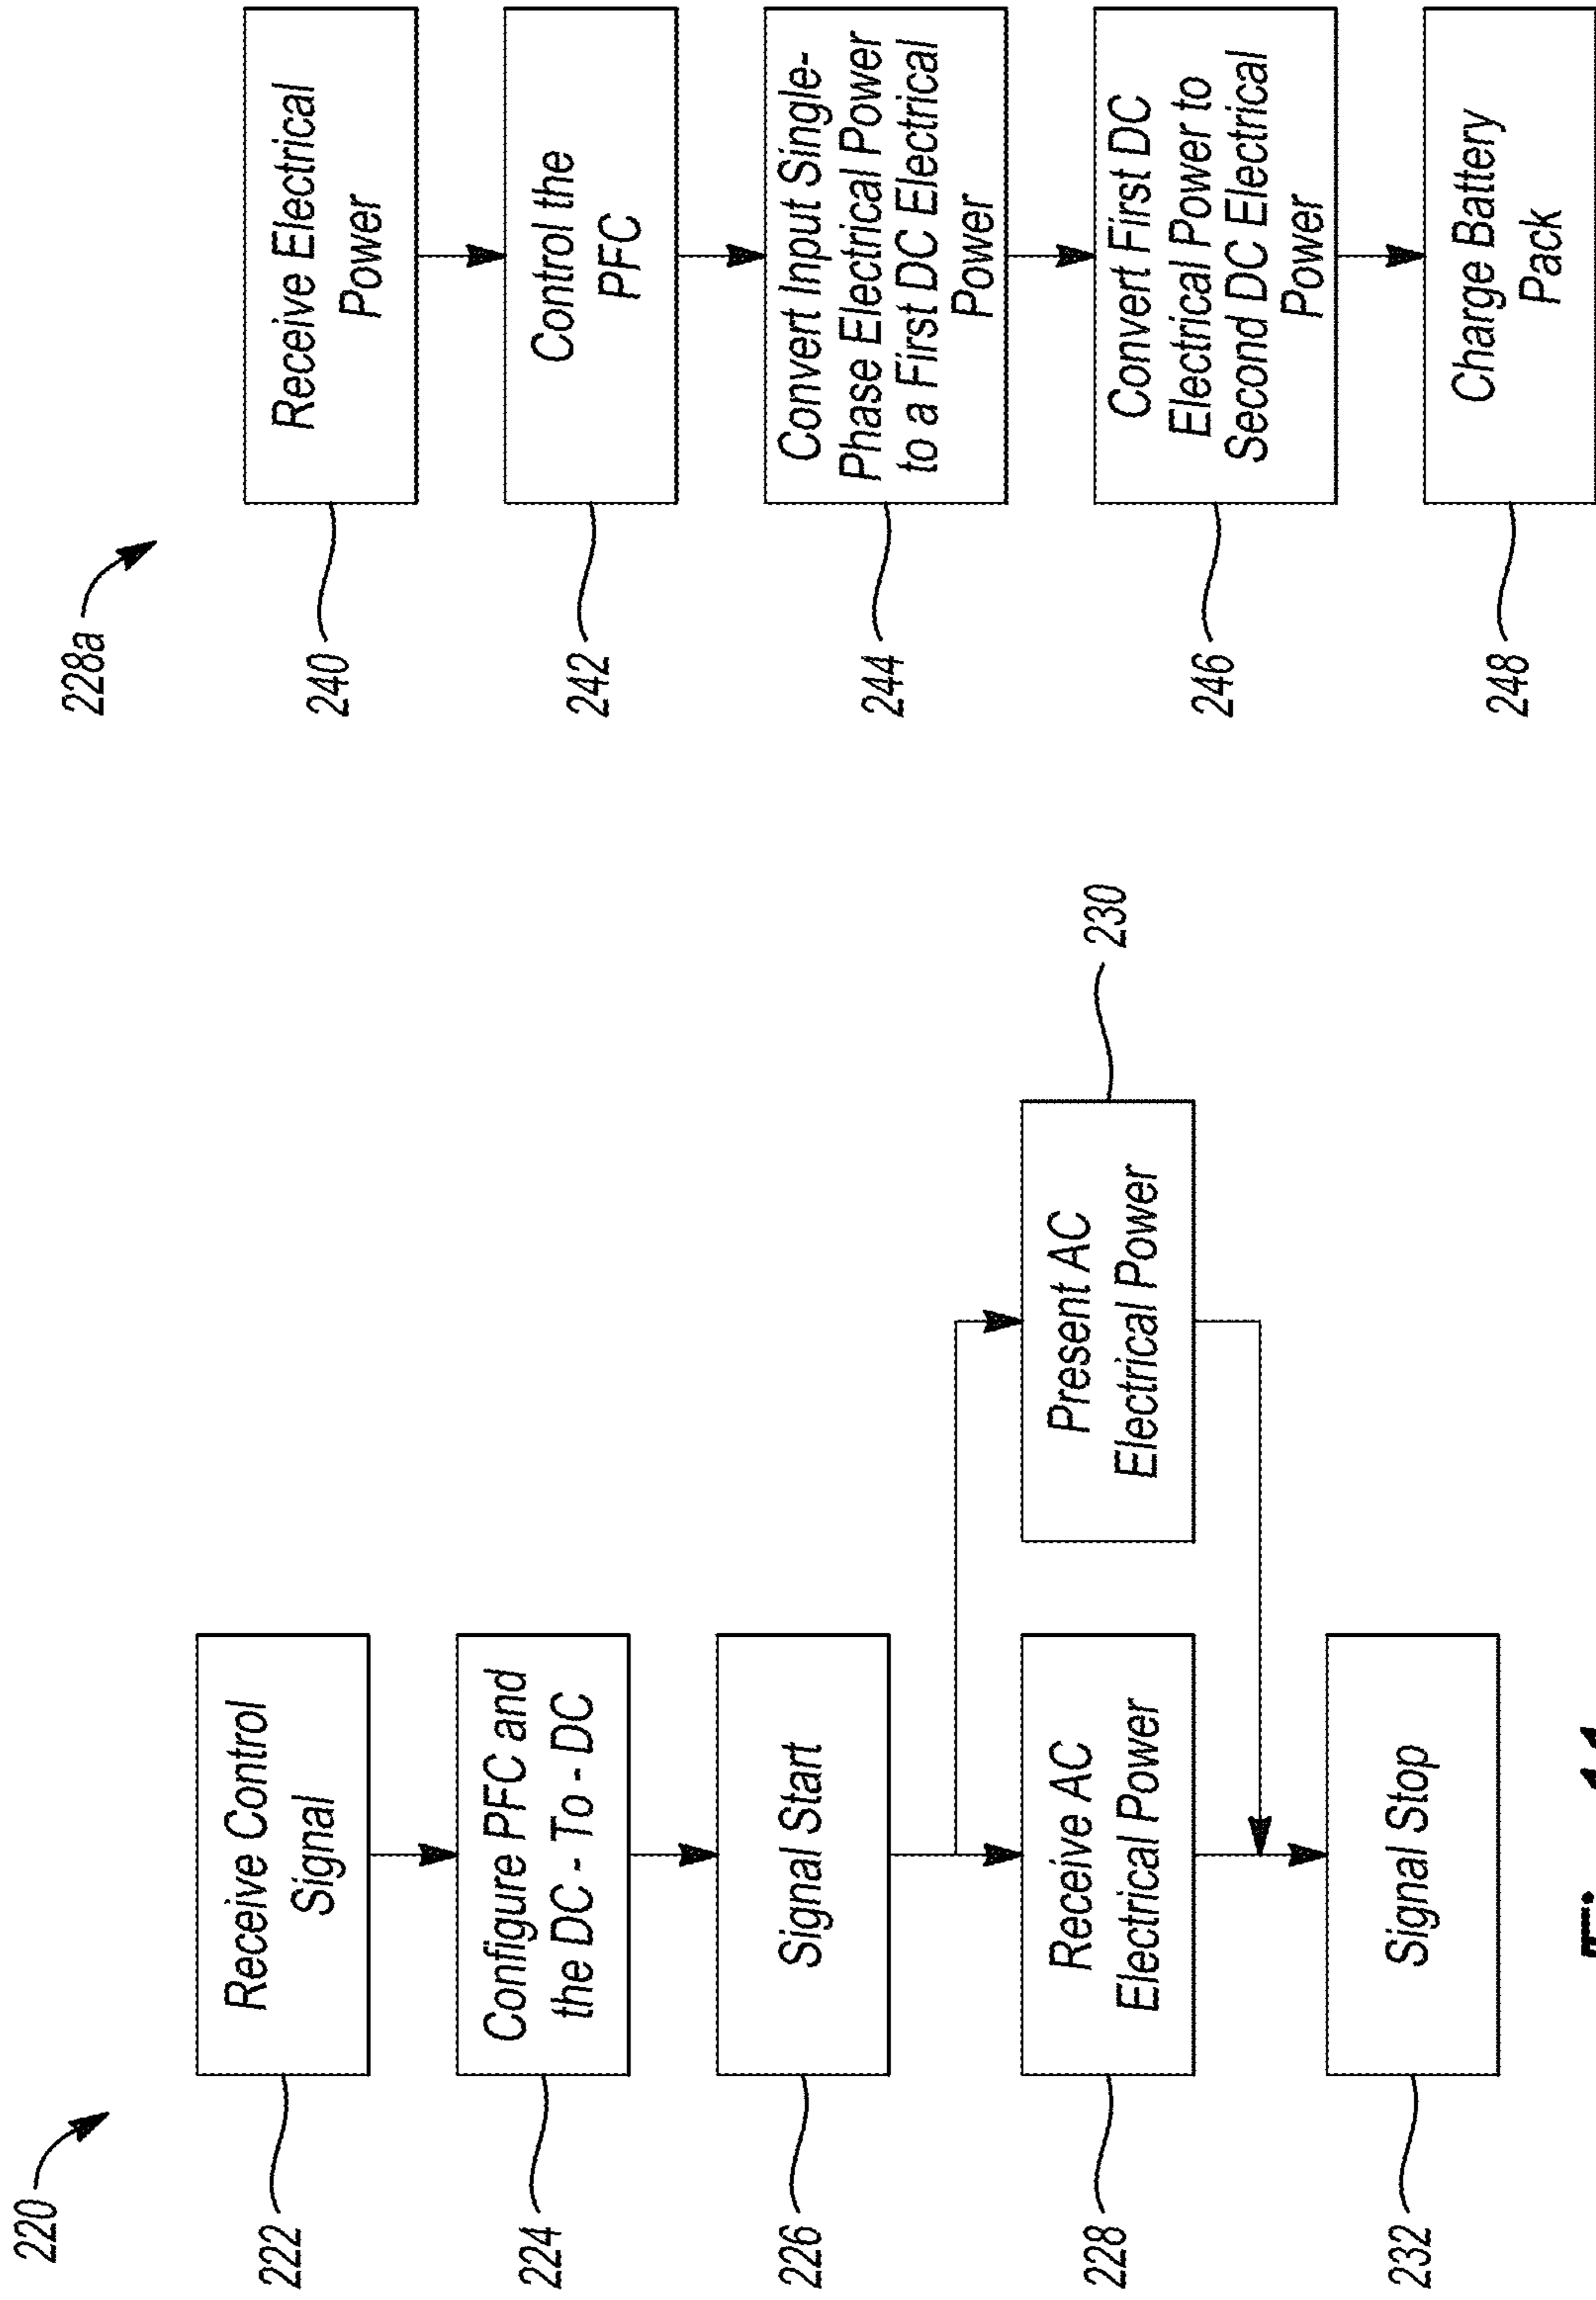 220
222
Receive Control
Signal
224
Configure PFC and
the DC - To - DC
226
Signal Start
228
Receive AC
Electrical Power
230
Present AC
Electrical Power
232
Signal Stop
228a
240
Receive Electrical
Power
242
Control the
PFC
244
Convert Input Single-
Phase Electrical Power
to a First DC Electrical
Power
246
Convert First DC
Electrical Power to
Second DC Electrical
Power
248
Charge Battery
Pack